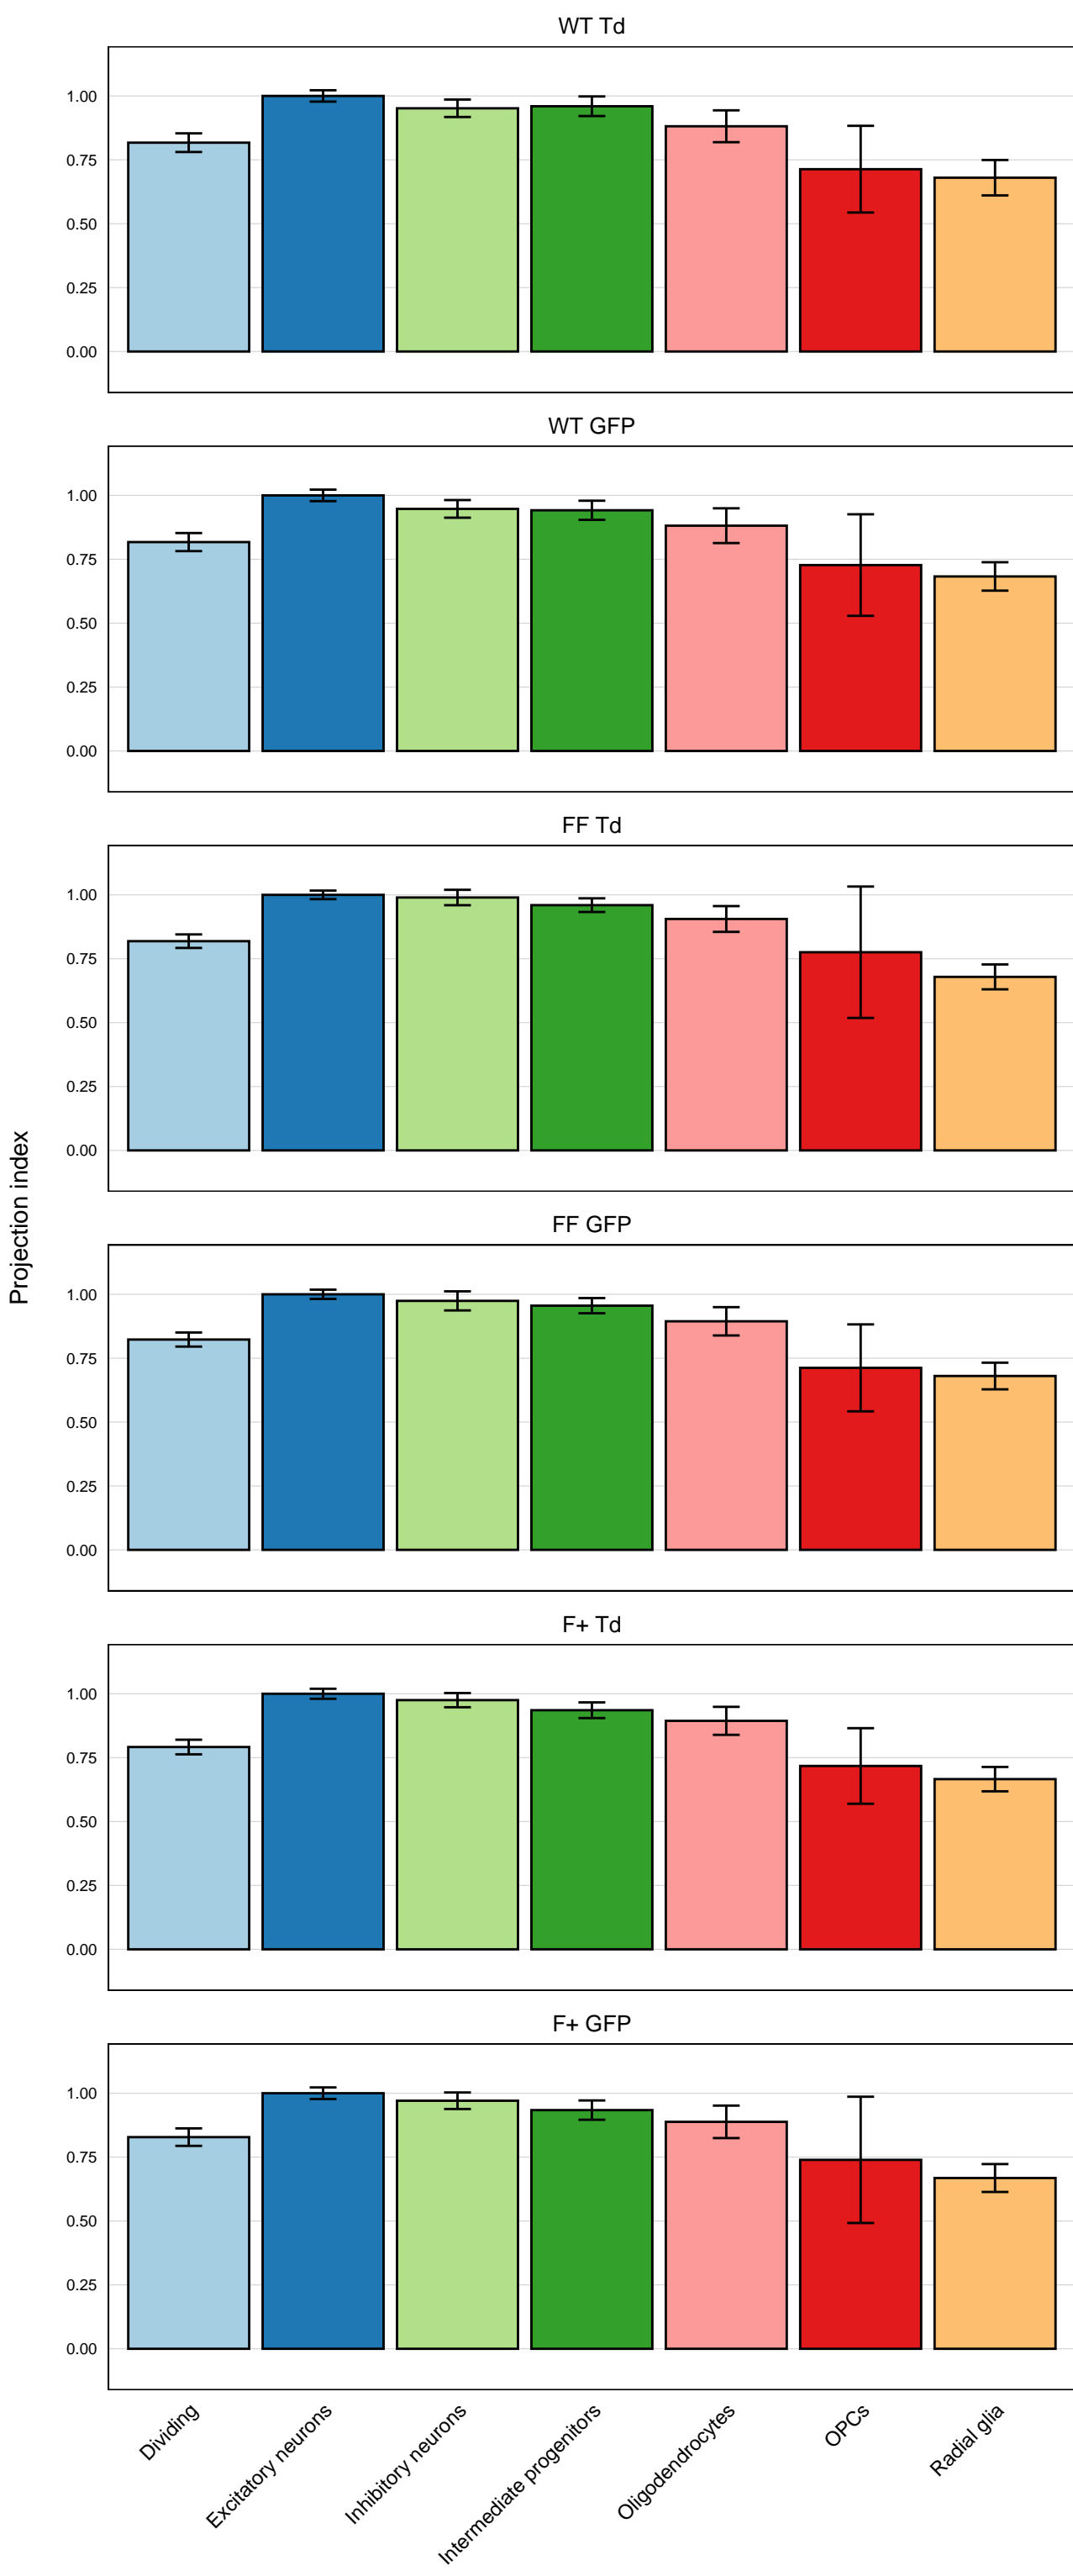 WT Td
1.00
0.75
0.50
0.25
0.00
WT GFP
1.00
0.75
0.50
0.25
0.00
FF Td
1.00
0.75
0.50
0.25
0.00
Projection index
FF GFP
1.00
0.75
0.50
0.25
0.00
F+ Td
1.00
0.75
0.50
0.25
0.00
F+ GFP
1.00
0.75
0.50
0.25
0.00
Dividing
Excitatory neurons
Inhibitory neurons
Intermediate progenitors
Oligodendrocytes
OPCs
Radial glia